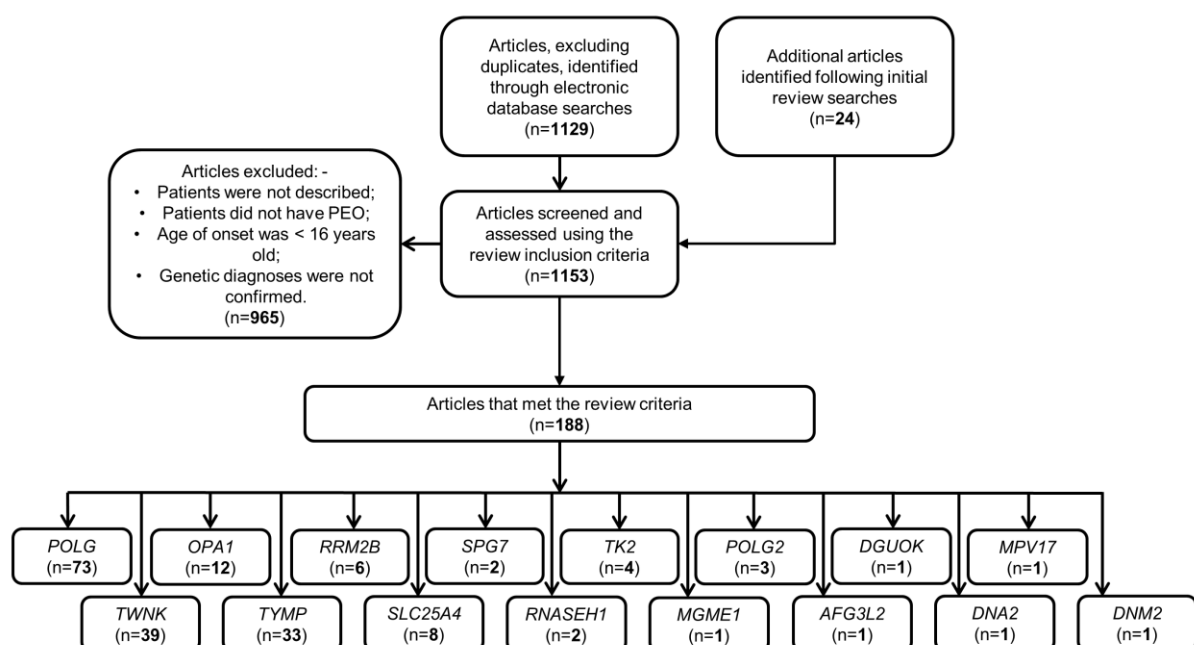 Articles, excluding
duplicates, identified
through electronic
database searches
(n=1129)
Additional articles
identified following initial
review searches
(n=24)
Articles excluded: -
• Patients were not described;
• Patients did not have PEO;
• Age of onset was < 16 years
old;
• Genetic diagnoses were not
confirmed.
(n=965)
Articles screened and
assessed using the
review inclusion criteria
(n=1153)
Articles that met the review criteria
(n=188)
POLG
(n=73)
OPA1
(n=12)
RRM2B
(n=6)
SPG7
(n=2)
TK2
(n=4)
POLG2
(n=3)
DGUOK
(n=1)
MPV17
(n=1)
TWNK
(n=39)
TYMP
(n=33)
SLC25A4
(n=8)
RNASEH1
(n=2)
MGME1
(n=1)
AFG3L2
(n=1)
DNA2
(n=1)
DNM2
(n=1)